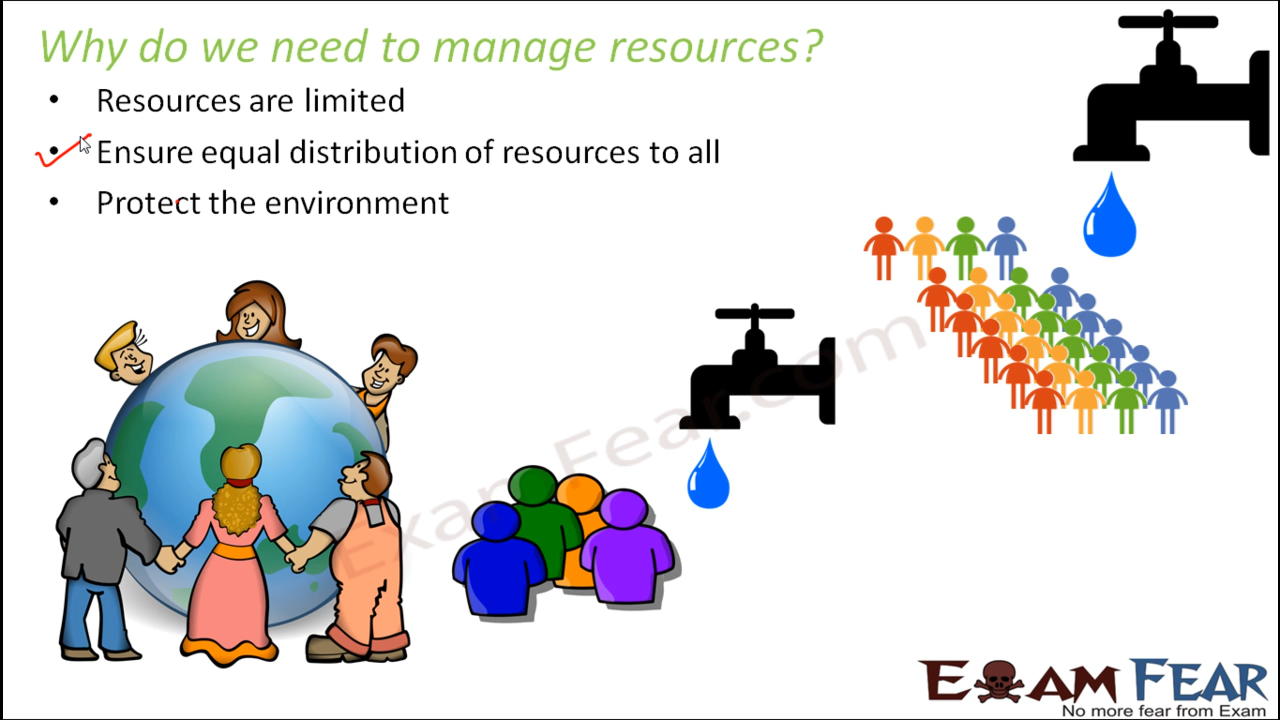 Why do we need to manage resources?
• Resources are limited
• Ensure equal distribution of resources to all
• Protect the environment
ExamFear.com
EXAM FEAR
No more fear from Exam